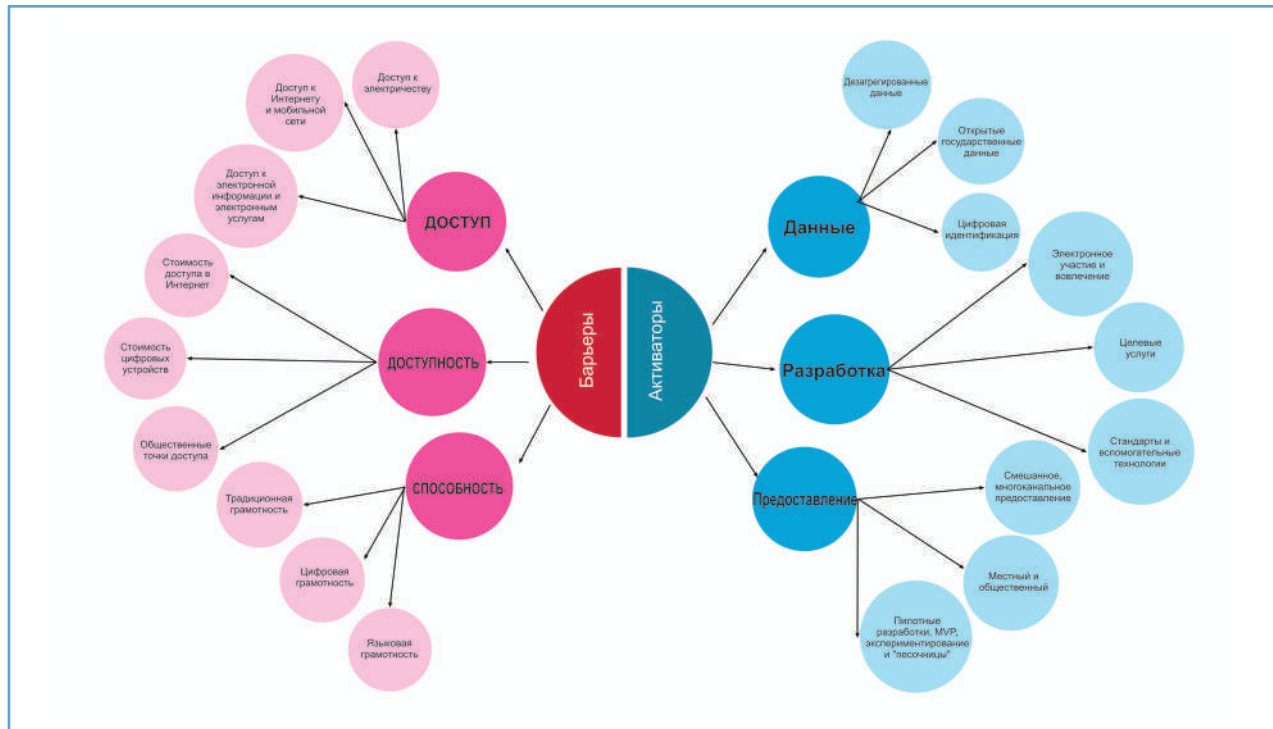 Доступ к
электричеству
Доступ к
Интернету
и мобильной
сети
Доступ к
электронной
информации и
электронным
услугам
ДОСТУП
Стоимость
доступа в
Интернет
Стоимость
цифровых
устройств
Общественные
точки доступа
ДОСТУПНОСТЬ
Традиционная
грамотность
Цифровая
грамотность
Языковая
грамотность
СПОСОБНОСТЬ
Барьеры
Активаторы
Данные
Дезагрегированные
данные
Открытые
государственные
данные
Цифровая
идентификация
Разработка
Электронное
участие и
вовлечение
Целевые
услуги
Стандарты и
вспомогательные
технологии
Предоставление
Смешанное,
многоканальное
предоставление
Местный и
общественный
Пилотные
разработки, MVP,
экспериментирование
и "песочницы"